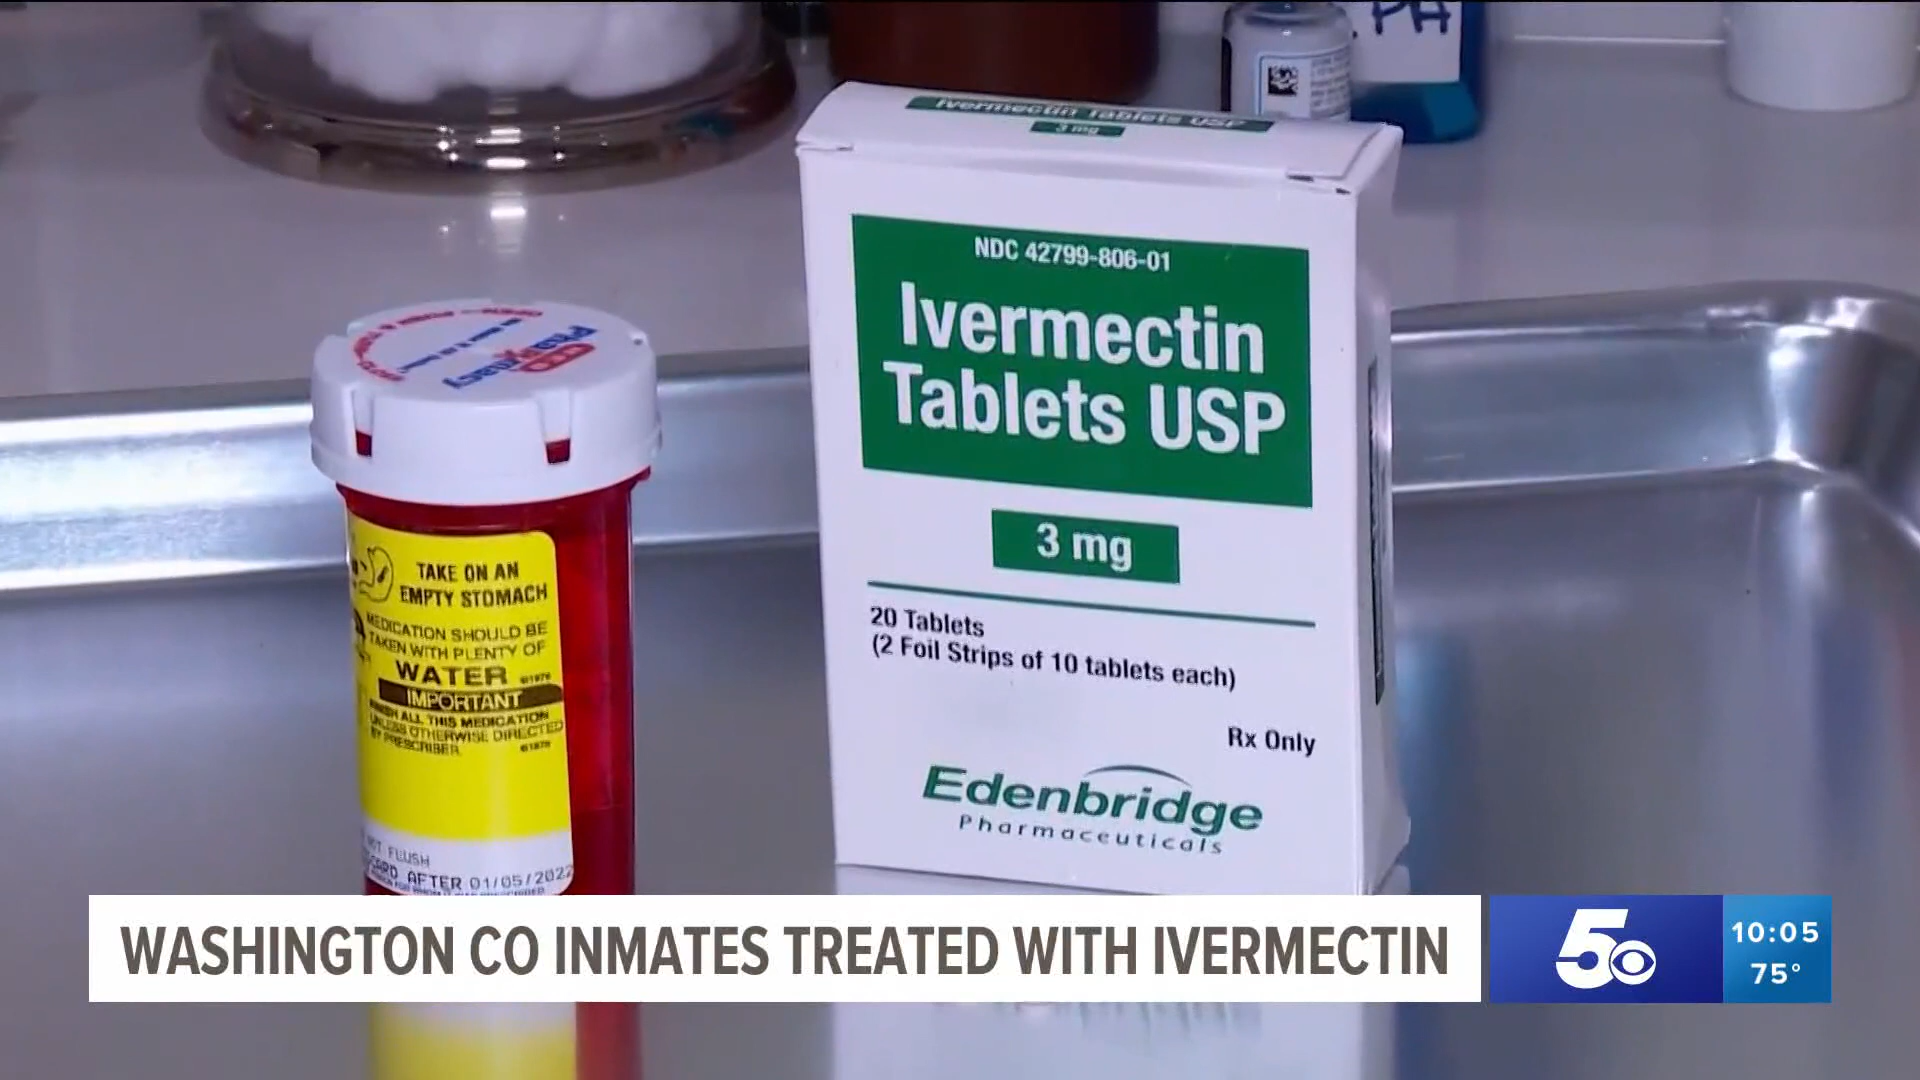 PH
Ivermectin Tablets USP
3 mg
NDC 42799-806-01
Ivermectin
Tablets USP
3 mg
20 Tablets
(2 Foil Strips of 10 tablets each)
Rx Only
Edenbridge
Pharmaceuticals
Pharmacy
TAKE ON AN
EMPTY STOMACH
MEDICATION SHOULD BE
TAKEN WITH PLENTY OF
WATER
IMPORTANT
ALL THIS MEDICATION
UNLESS OTHERWISE DIRECTED
BY PRESCRIBER
FLUSH
AFTER 01/05/2022
WASHINGTON CO INMATES TREATED WITH IVERMECTIN
5
10:05
75°